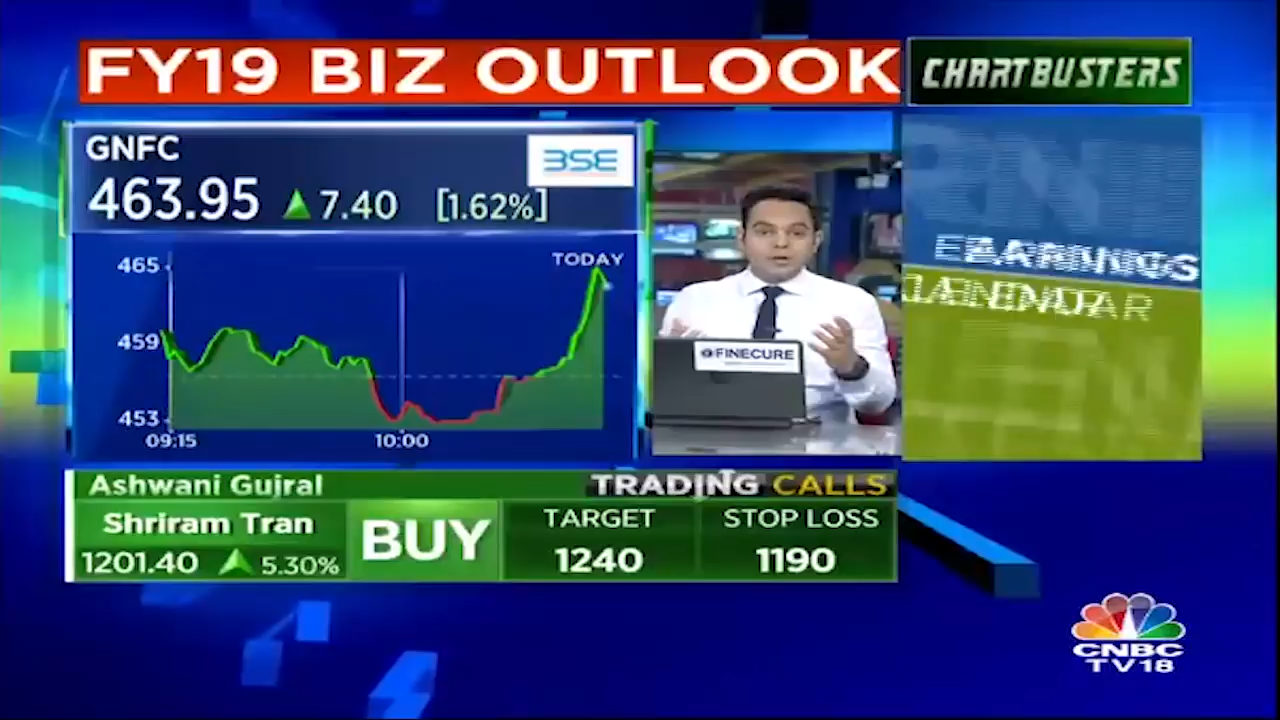 FY19 BIZ OUTLOOK
CHARTBUSTERS
GNFC
BSE
463.95 ▲ 7.40 [1.62%]
TODAY
465
459
453
09:15
10:00
FINECURE
Ashwani Gujral
TRADING CALLS
Shriram Tran
1201.40 ▲ 5.30%
BUY
TARGET
1240
STOP LOSS
1190
CNBC
TV18